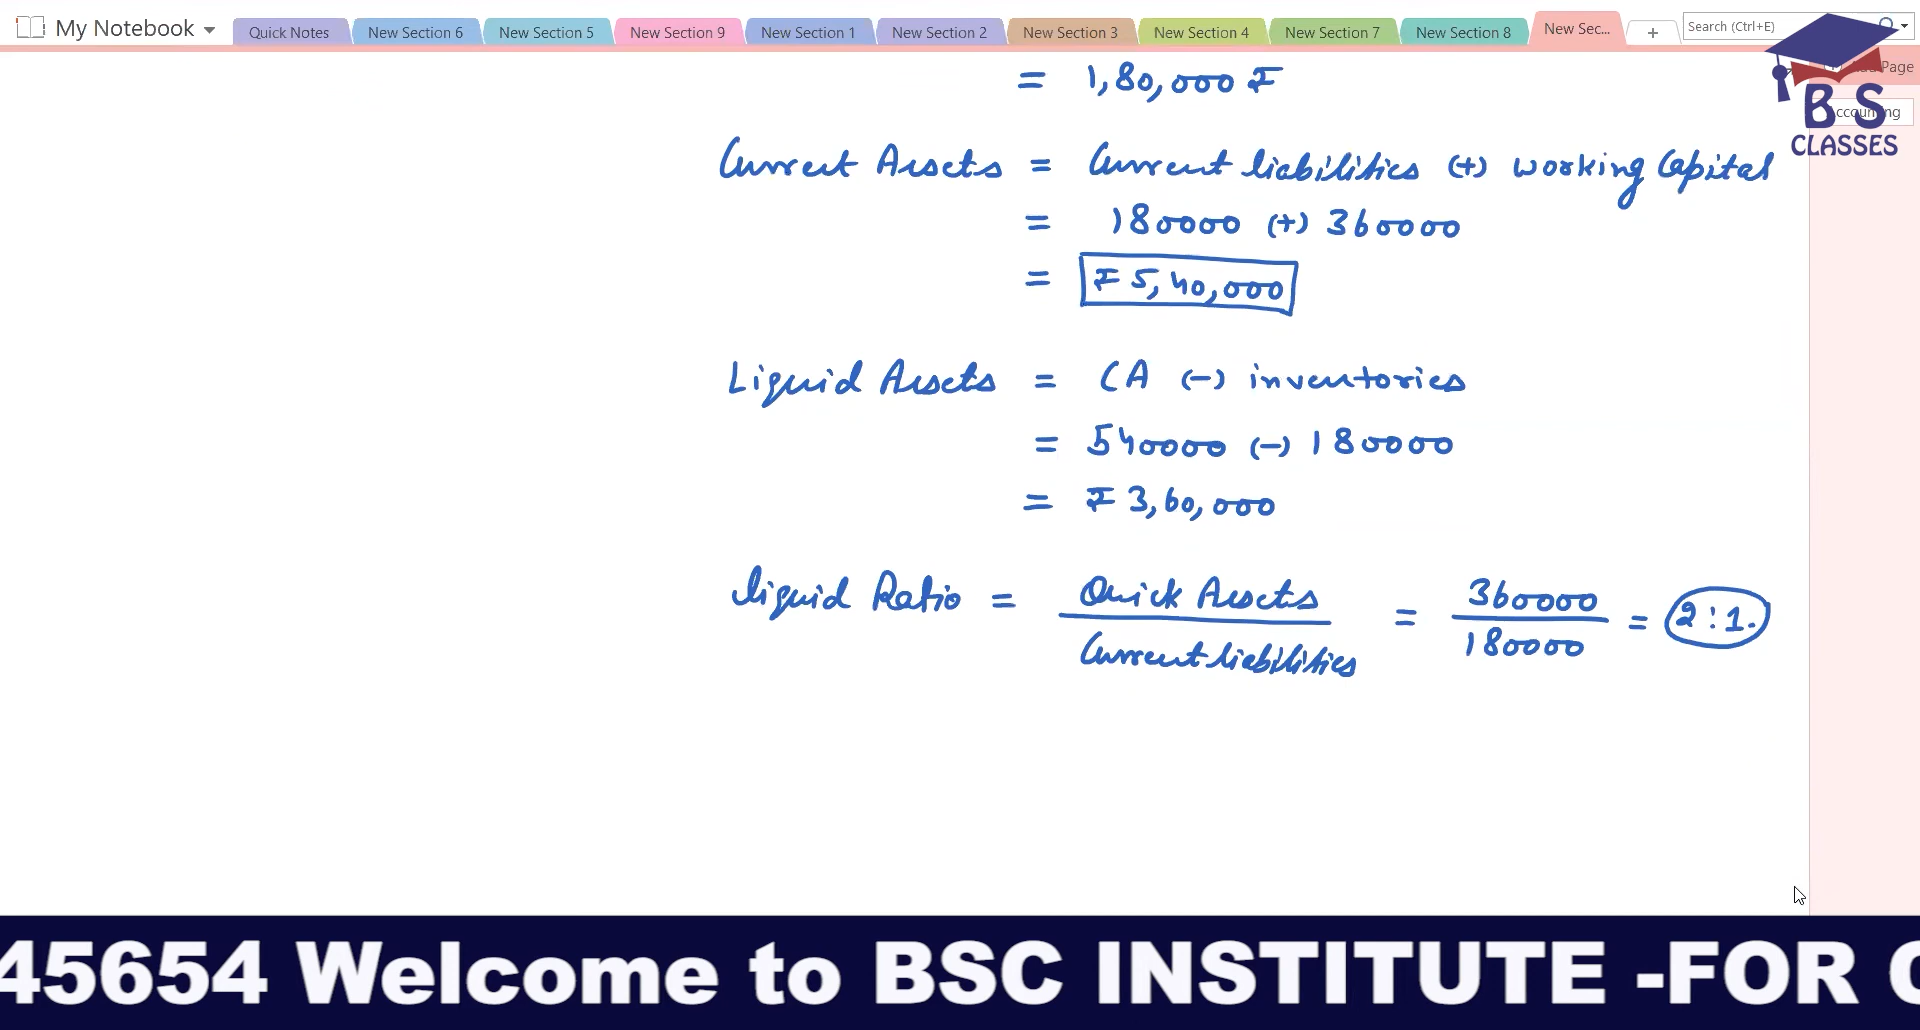 My Notebook Quick Notes New Section 6 New Section 5 New Section 9 New Section 1 New Section 2 New Section 3 New Section 4 New Section 7 New Section 8 New Sec... + Search (Ctrl+E)
Page
BS
CLASSES
= 1,80,000 ₹
Current Assets = Current liabilities (+) working Capital
= 180000 (+) 360000
= ₹ 5,40,000
Liquid Assets = CA (-) inventories
= 540000 (-) 180000
= ₹ 3,60,000
liquid Ratio = Quick Assets / Current liabilities = 360000 / 180000 = 2:1.
45654 Welcome to BSC INSTITUTE -FOR C